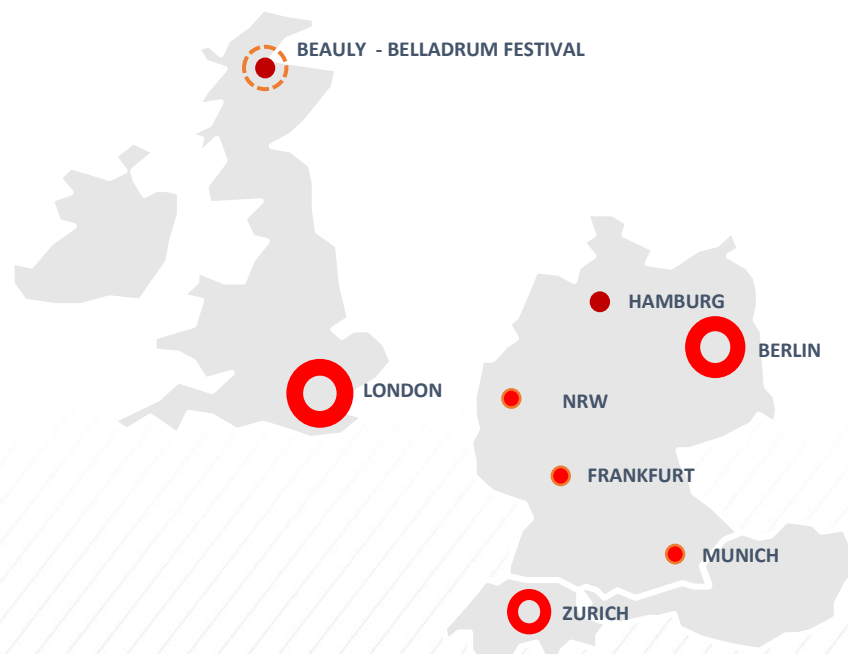 BEAULY - BELLADRUM FESTIVAL
HAMBURG
BERLIN
LONDON
NRW
FRANKFURT
MUNICH
ZURICH